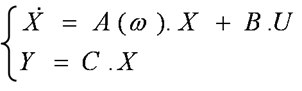 Ẋ = A(ω).X + B.U
Y = C.X